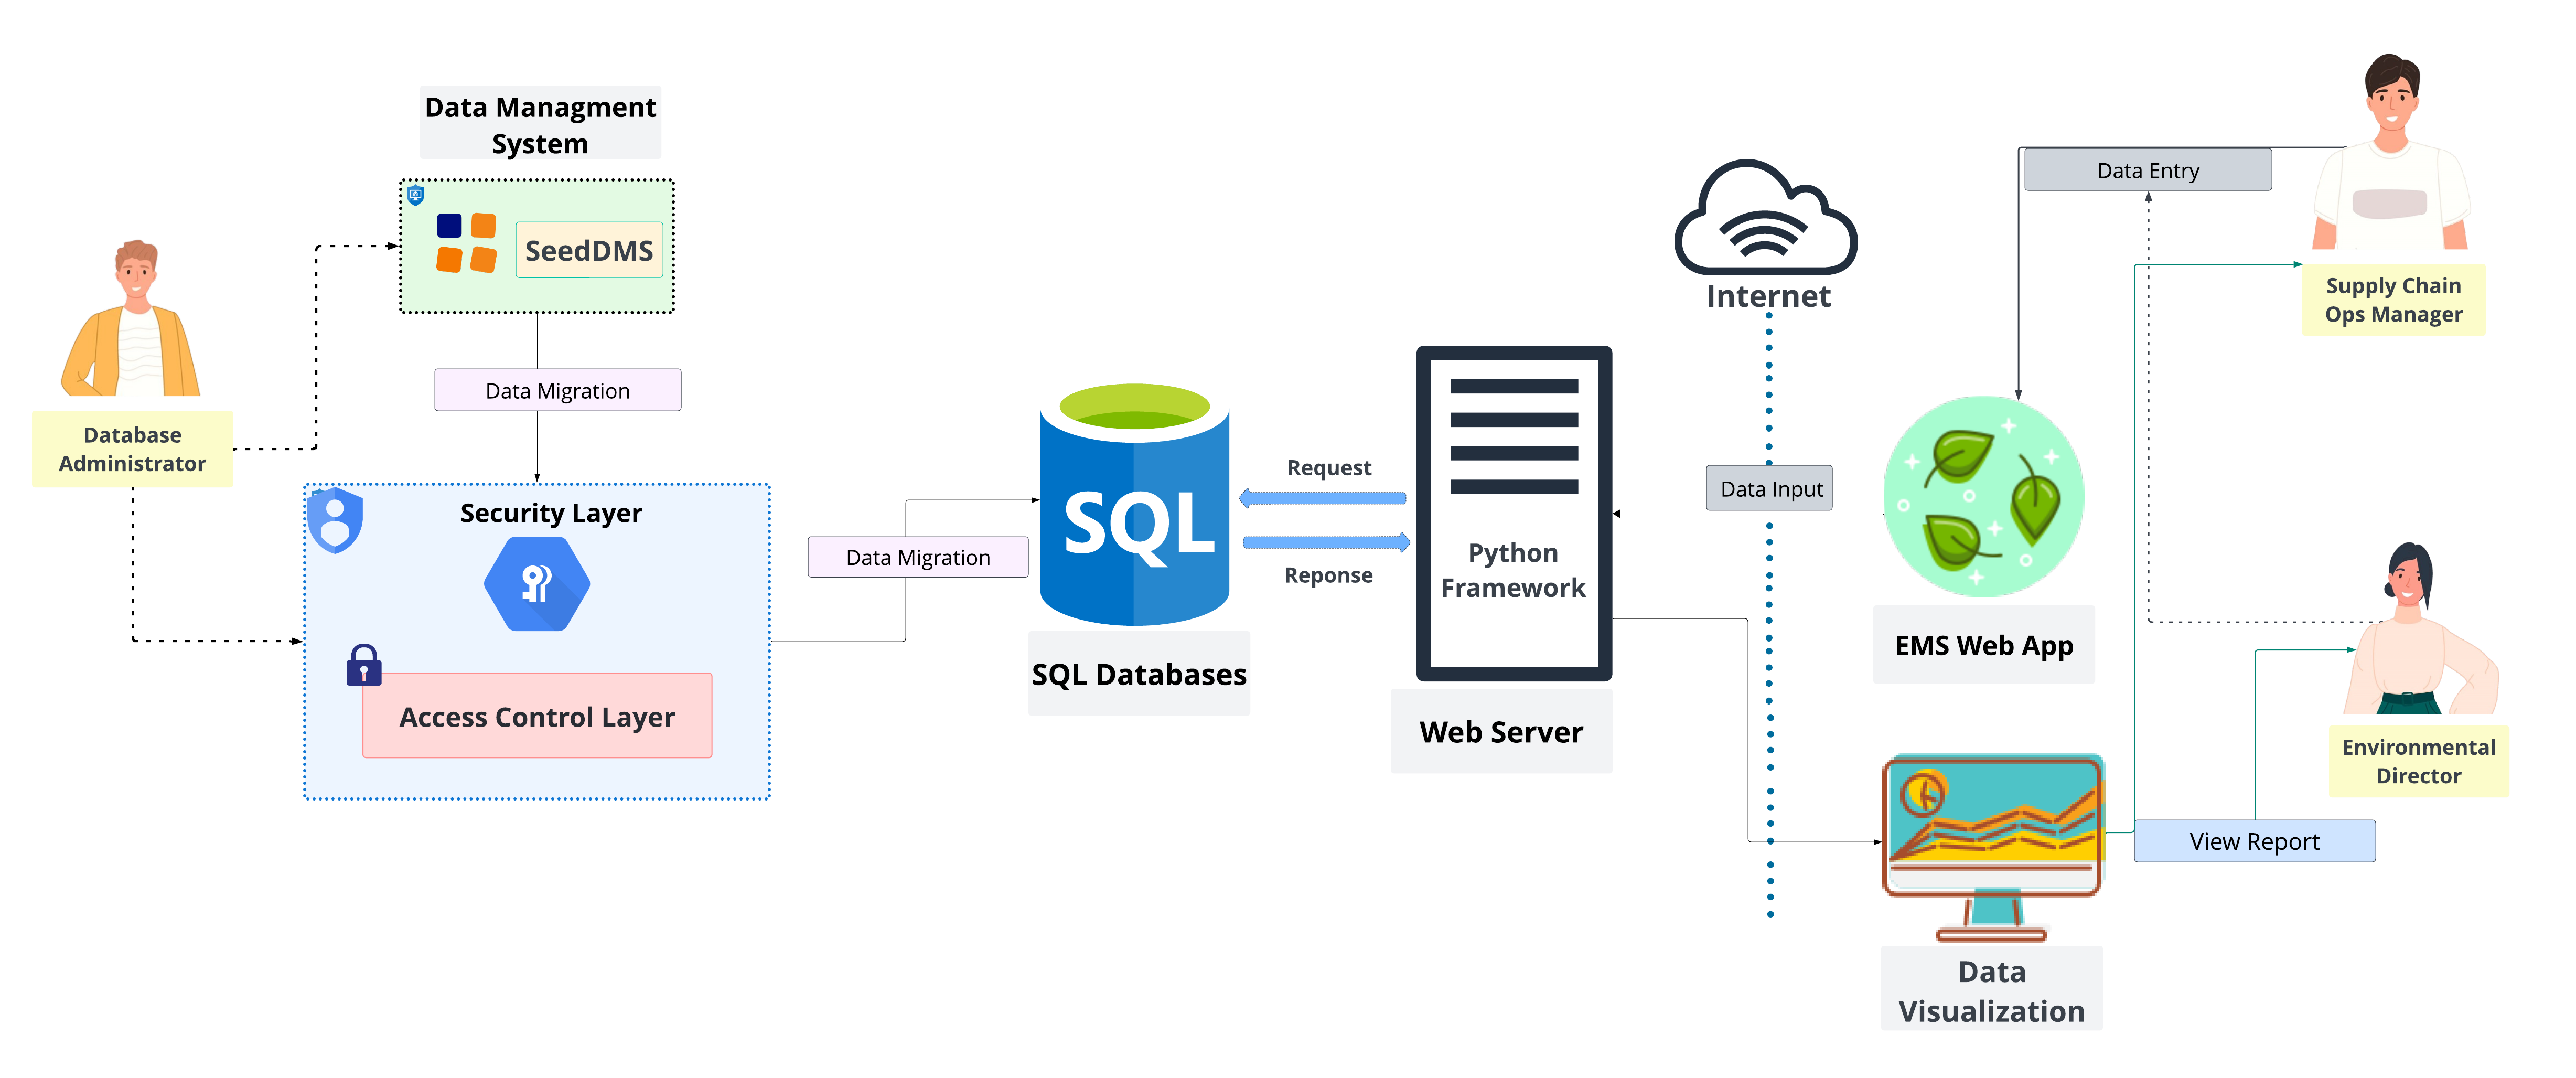 Data Managment
System
SeedDMS
Data Migration
Database
Administrator
Security Layer
Access Control Layer
Data Migration
SQL
SQL Databases
Request
Reponse
Python
Framework
Web Server
Internet
Data Input
EMS Web App
Data Entry
Supply Chain
Ops Manager
Environmental
Director
View Report
Data
Visualization